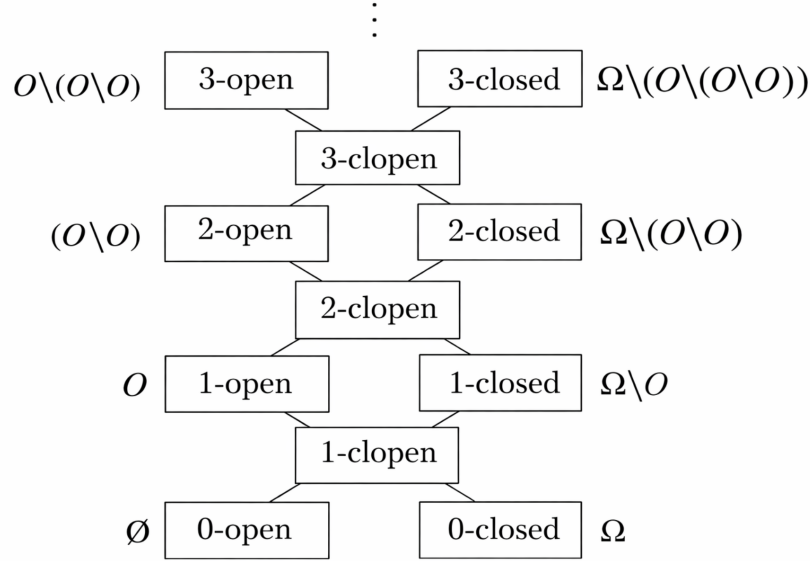 ⋮
O\(O\O) 3-open 3-closed Ω\(O\(O\O))
3-clopen
(O\O) 2-open 2-closed Ω\(O\O)
2-clopen
O 1-open 1-closed Ω\O
1-clopen
Ø 0-open 0-closed Ω